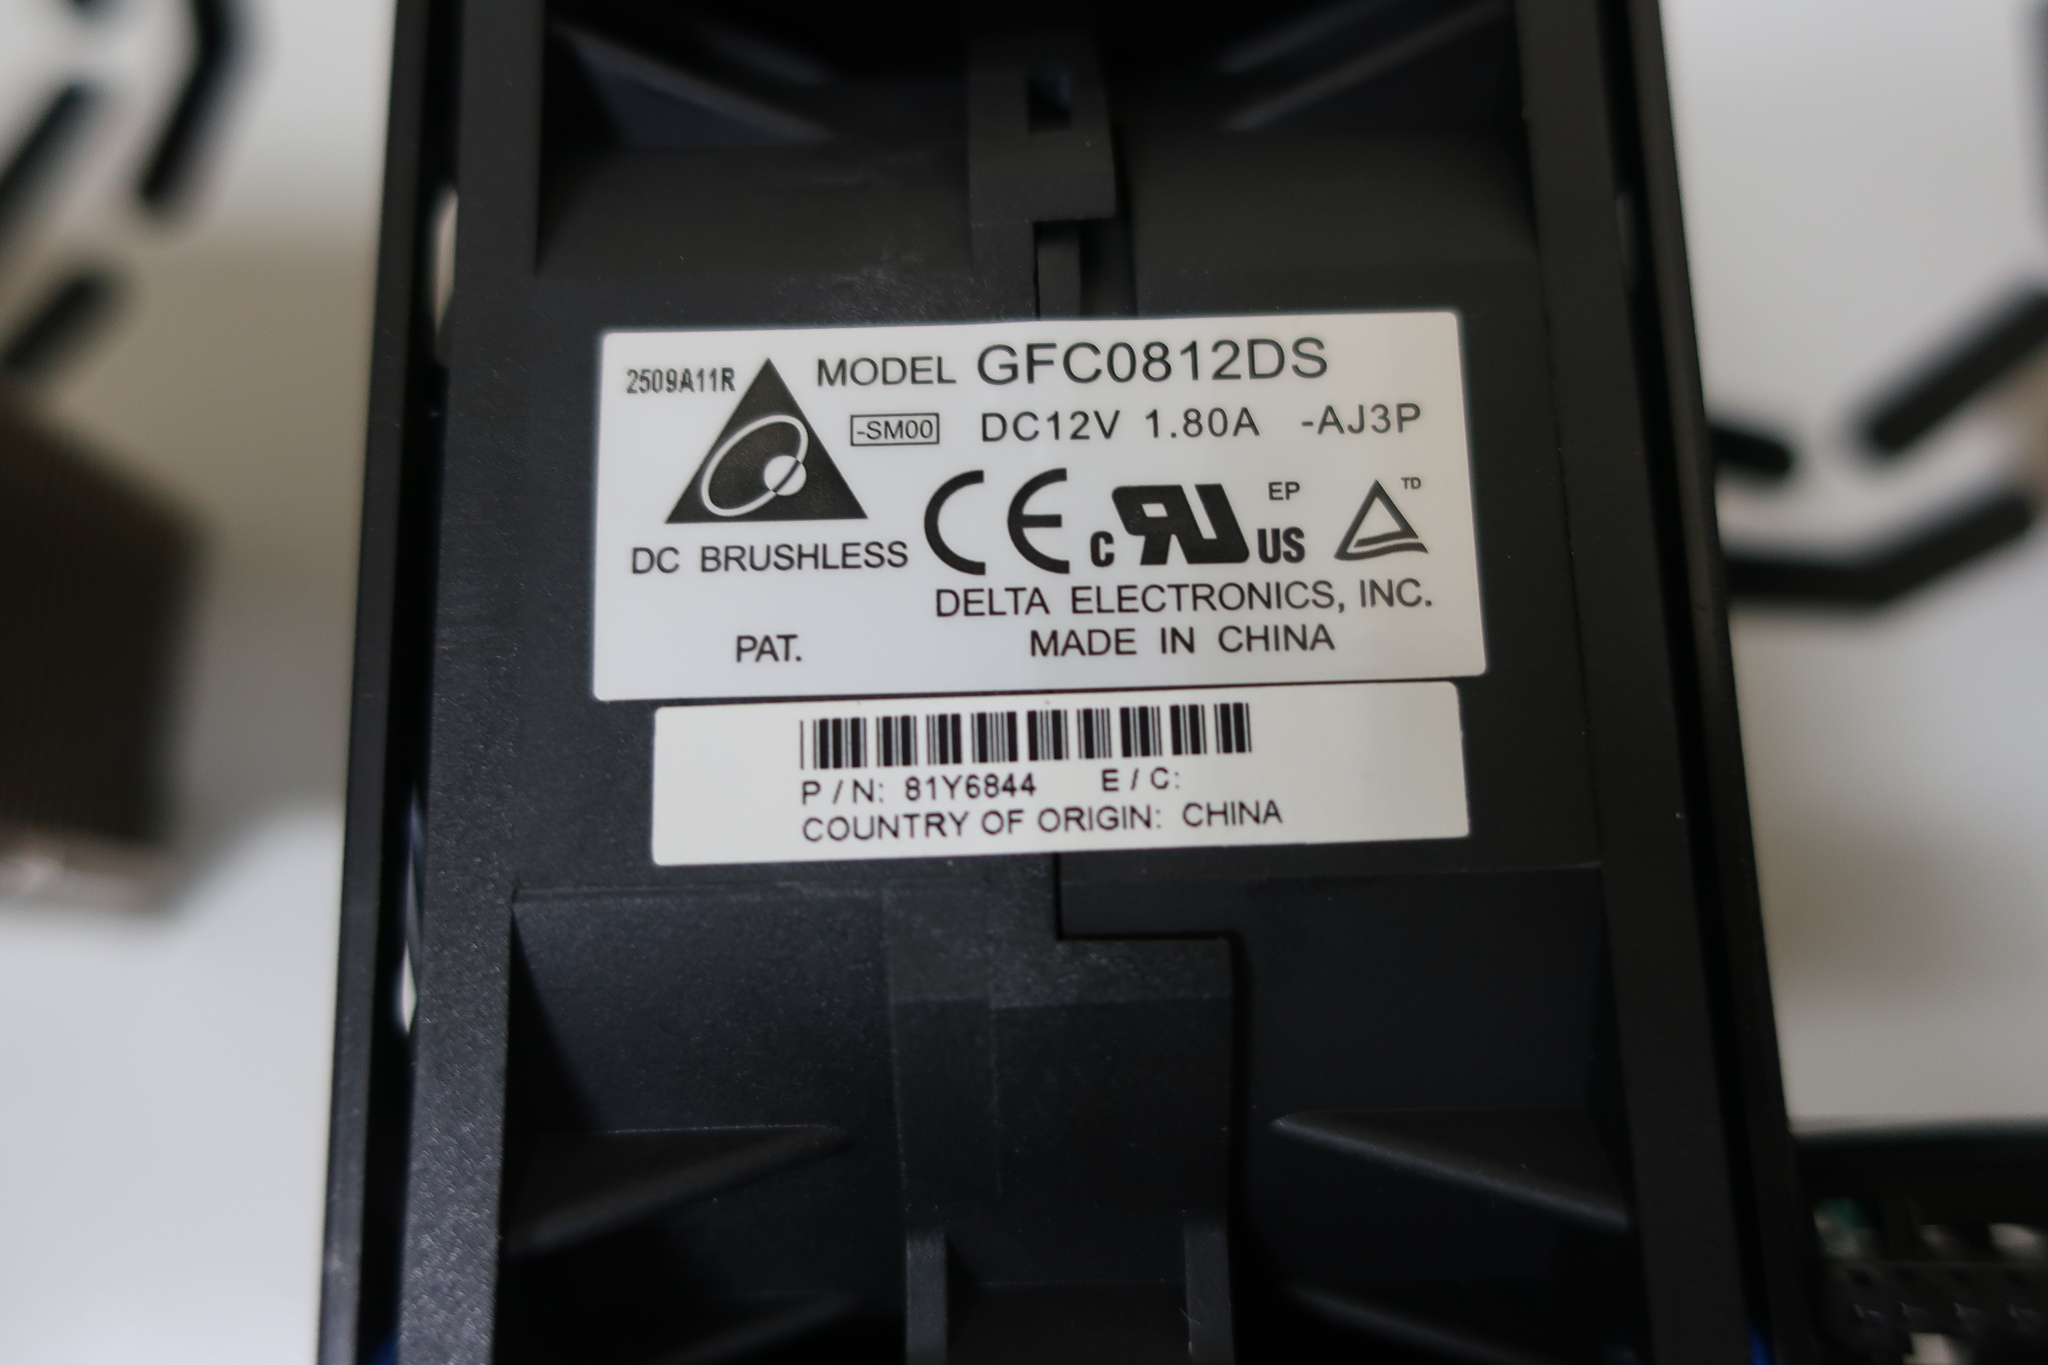 2509A11R MODEL GFC0812DS
-SM00 DC12V 1.80A -AJ3P
CE c RU US EP TD
DC BRUSHLESS
DELTA ELECTRONICS, INC.
PAT. MADE IN CHINA
P/N: 81Y6844 E/C:
COUNTRY OF ORIGIN: CHINA